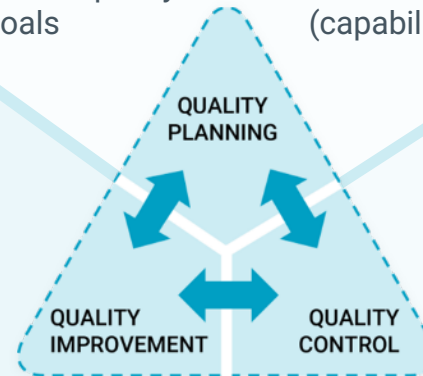 oals
(capabil
QUALITY
PLANNING
QUALITY
IMPROVEMENT
QUALITY
CONTROL